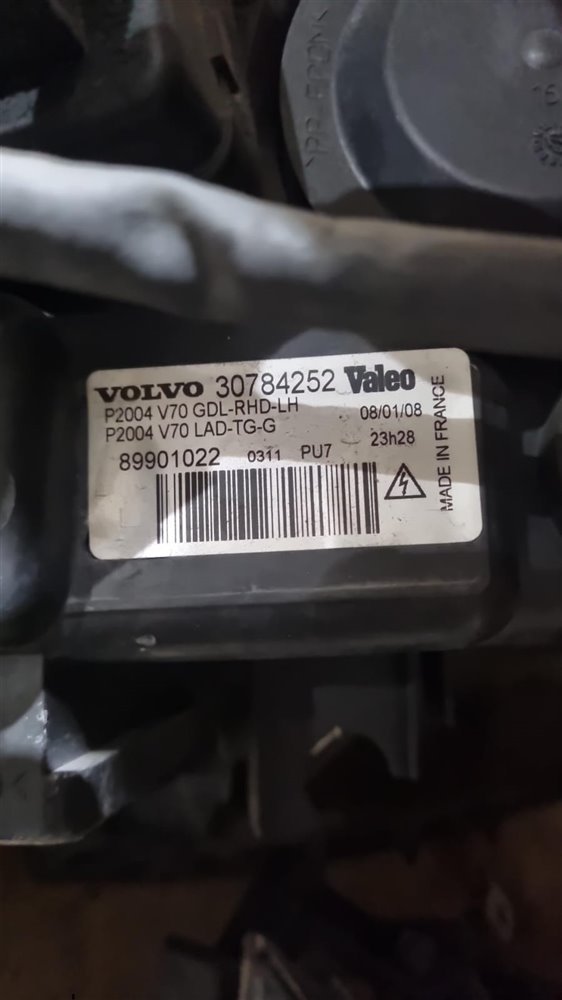 15
VOLVO 30784252 Valeo
P2004 V70 GDL-RHD-LH 08/01/08
P2004 V70 LAD-TG-G 23h28
89901022 0311 PU7
MADE IN FRANCE